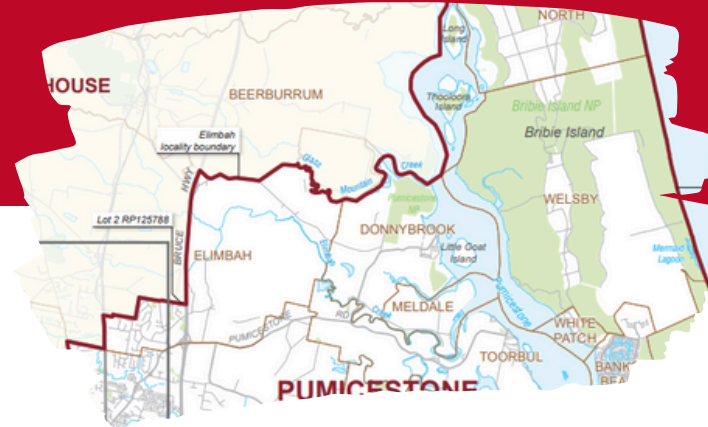 NORTH
Long
Island
HOUSE
BEERBURRUM
Thooloora
Island
Bribie Island NP
Bribie Island
Elimbah
locality boundary
Glass
Mountain
Creek
HWY
Pumicestone
NP
WELSBY
Lot 2 RP125788
DONNYBROOK
BRUCE
ELIMBAH
Little Goat
Island
Mermaid
Lagoon
Pumicestone
MELDALE
Creek
PUMICESTONE
RD
WHITE
PATCH
TOORBUL
BANK
BEA
PUMICESTONE